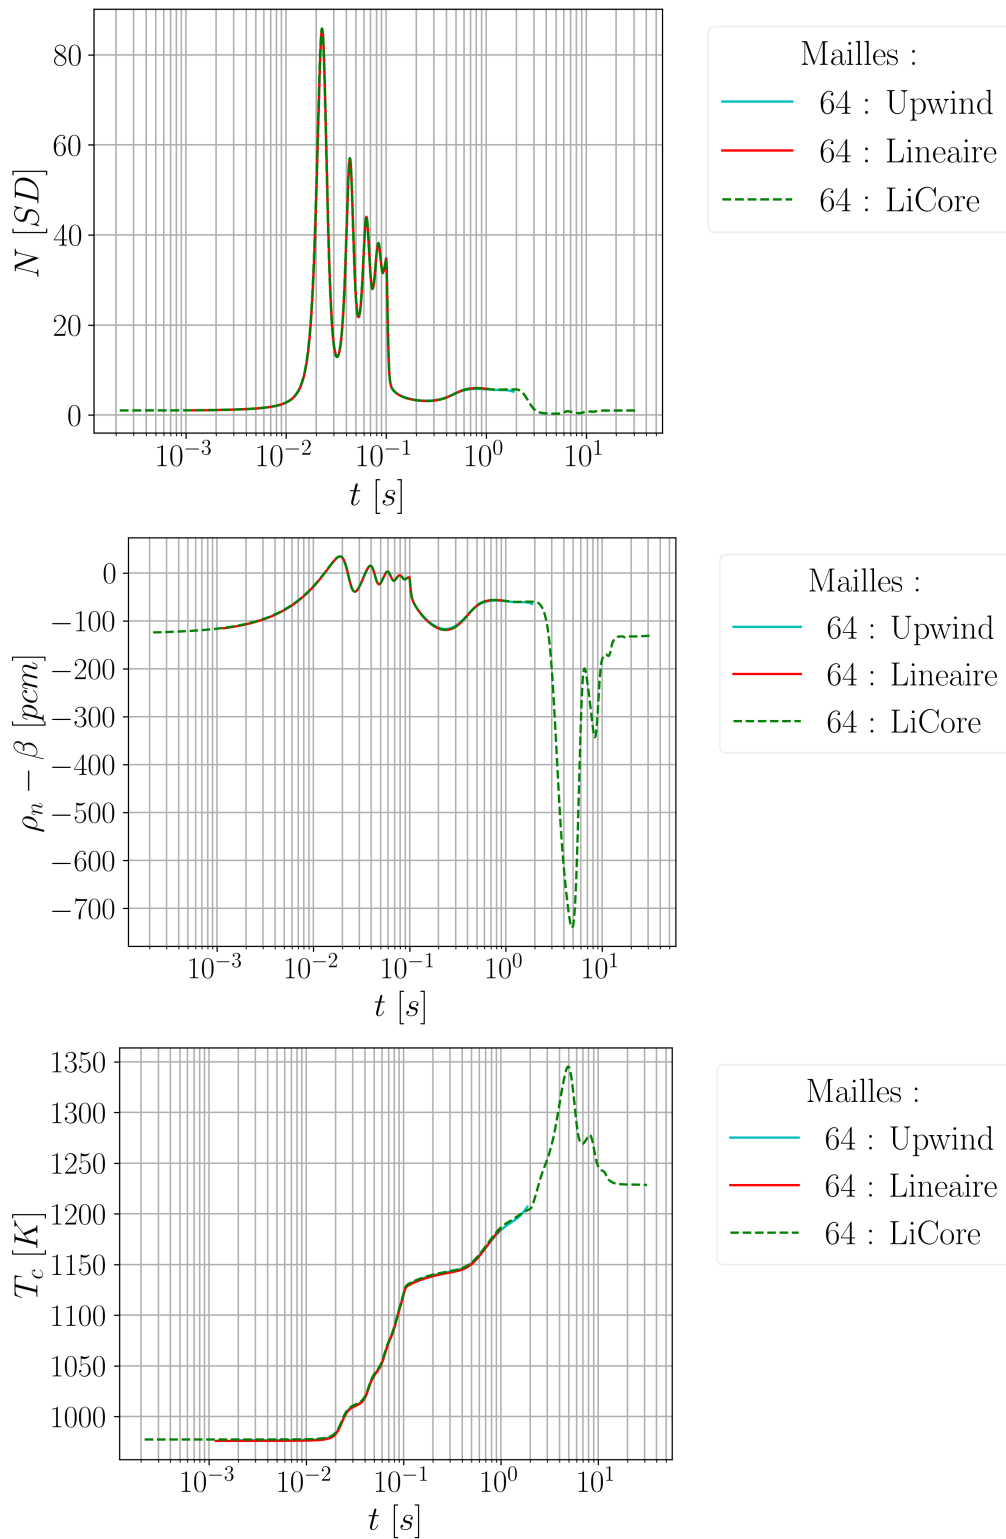 80
60
40
20
0
N [SD]
10⁻³ 10⁻² 10⁻¹ 10⁰ 10¹
t [s]
Mailles :
64 : Upwind
64 : Lineaire
64 : LiCore
0
−100
−200
−300
−400
−500
−600
−700
ρₙ − β [pcm]
10⁻³ 10⁻² 10⁻¹ 10⁰ 10¹
t [s]
Mailles :
64 : Upwind
64 : Lineaire
64 : LiCore
1350
1300
1250
1200
1150
1100
1050
1000
T_c [K]
10⁻³ 10⁻² 10⁻¹ 10⁰ 10¹
t [s]
Mailles :
64 : Upwind
64 : Lineaire
64 : LiCore